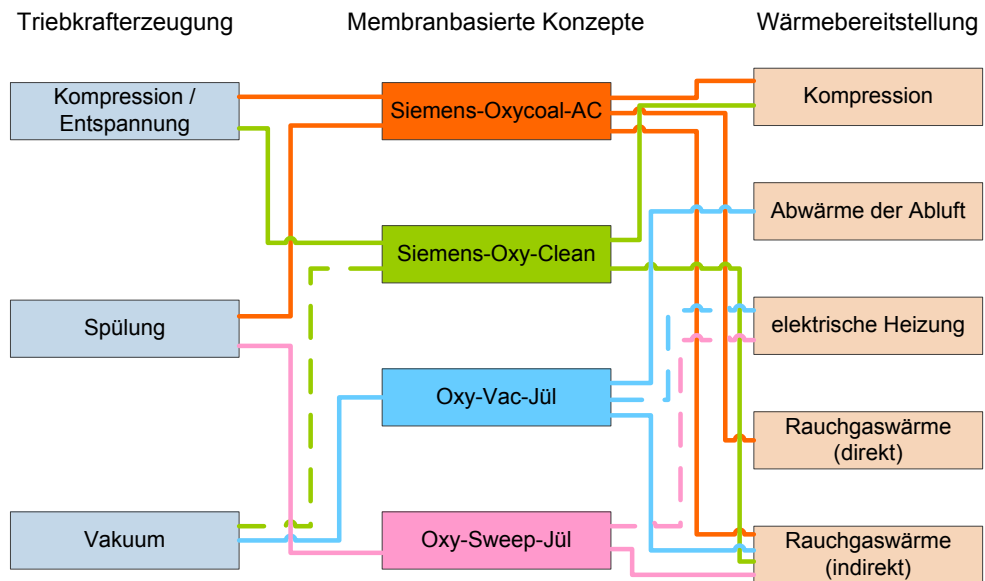 Triebkrafterzeugung
Membranbasierte Konzepte
Wärmebereitstellung
Kompression /
Entspannung
Siemens-Oxycoal-AC
Kompression
Abwärme der Abluft
Siemens-Oxy-Clean
Spülung
elektrische Heizung
Oxy-Vac-Jül
Rauchgaswärme
(direkt)
Vakuum
Oxy-Sweep-Jül
Rauchgaswärme
(indirekt)